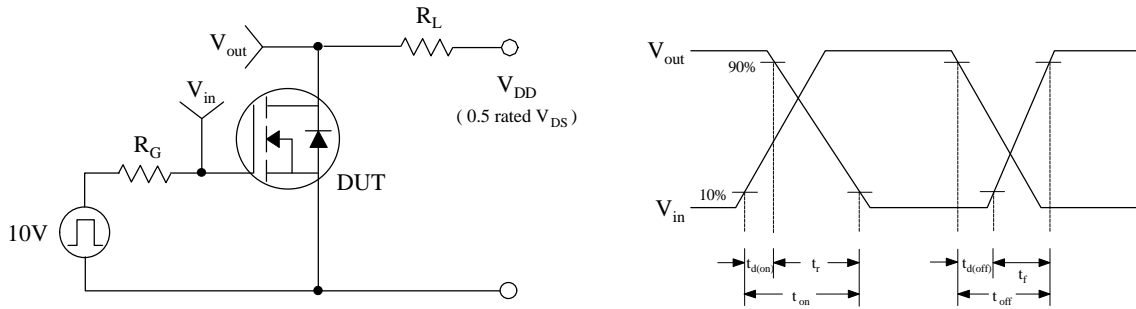 R_L
V_out
V_DD
( 0.5 rated V_DS )
V_in
R_G
DUT
10V
V_out
90%
10%
V_in
t_d(on) t_r
t_on
t_d(off) t_f
t_off